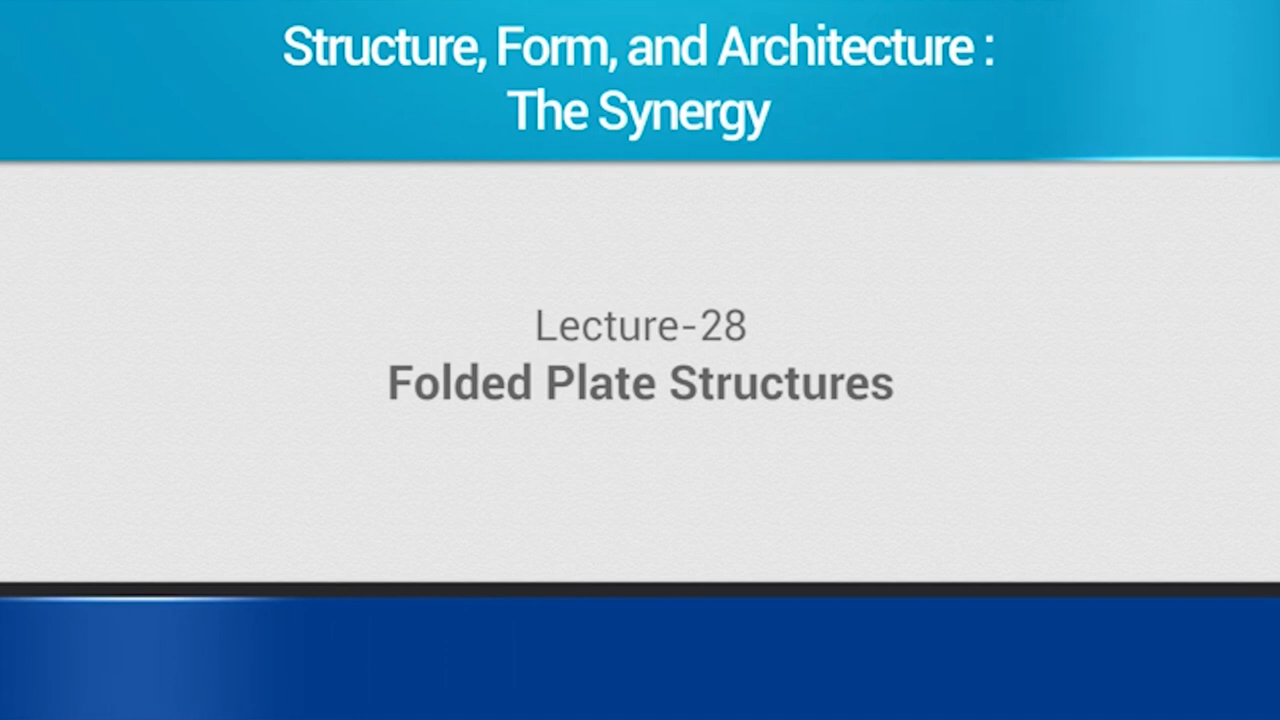 Structure, Form, and Architecture :
The Synergy
Lecture-28
Folded Plate Structures